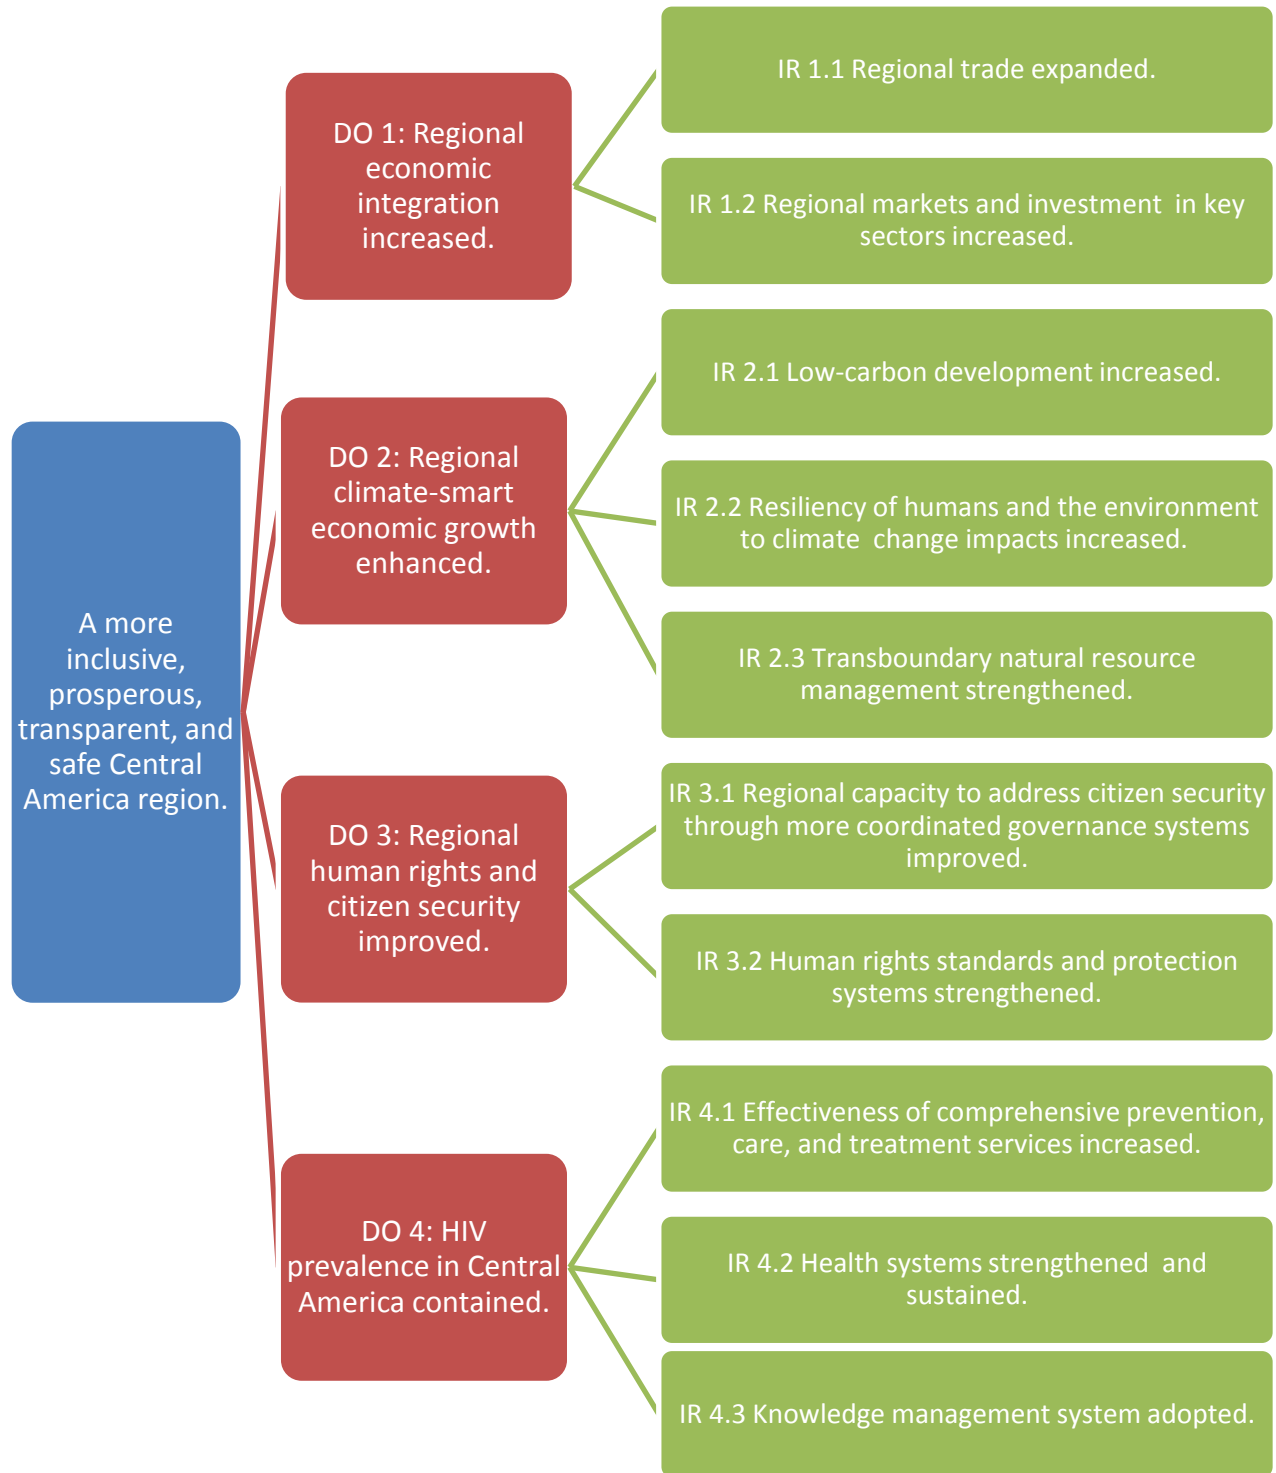 A more
inclusive,
prosperous,
transparent, and
safe Central
America region.
DO 1: Regional
economic
integration
increased.
IR 1.1 Regional trade expanded.
IR 1.2 Regional markets and investment  in key
sectors increased.
DO 2: Regional
climate-smart
economic growth
enhanced.
IR 2.1 Low-carbon development increased.
IR 2.2 Resiliency of humans and the environment
to climate  change impacts increased.
IR 2.3 Transboundary natural resource
management strengthened.
DO 3: Regional
human rights and
citizen security
improved.
IR 3.1 Regional capacity to address citizen security
through more coordinated governance systems
improved.
IR 3.2 Human rights standards and protection
systems strengthened.
DO 4: HIV
prevalence in Central
America contained.
IR 4.1 Effectiveness of comprehensive prevention,
care, and treatment services increased.
IR 4.2 Health systems strengthened  and
sustained.
IR 4.3 Knowledge management system adopted.